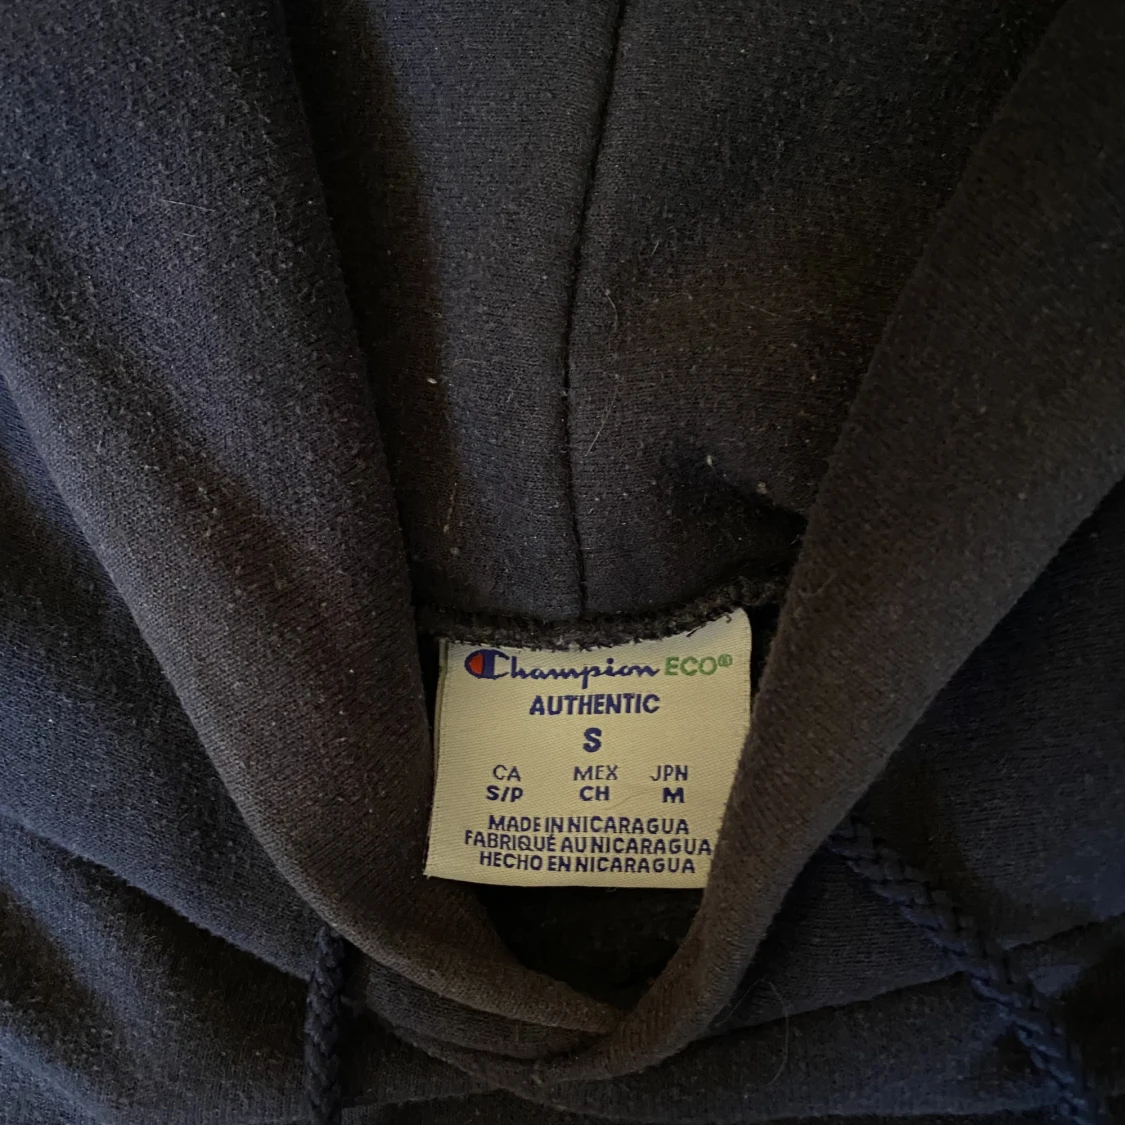 Champion ECO®
AUTHENTIC
S
CA MEX JPN
S/P CH M
MADE IN NICARAGUA
FABRIQUÉ AU NICARAGUA
HECHO EN NICARAGUA